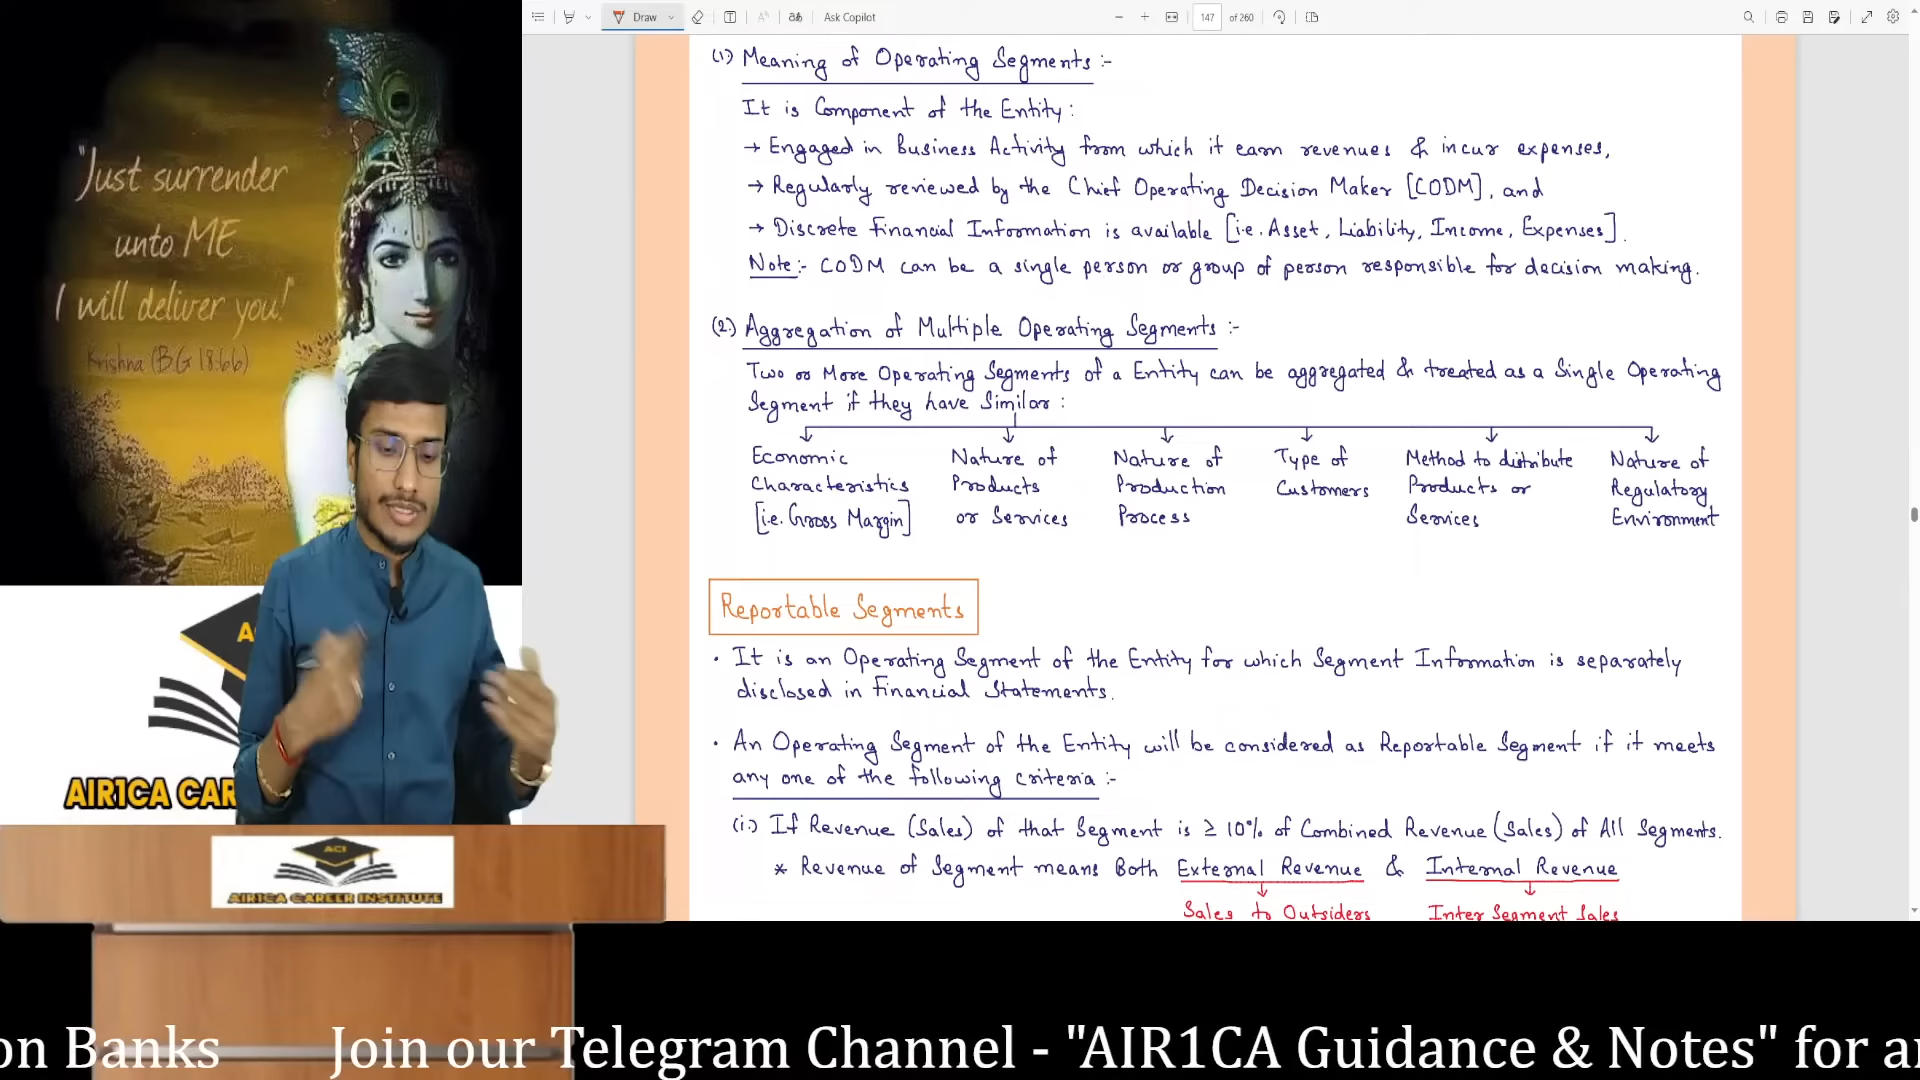 Draw
Ask Copilot
147
of 260
"Just surrender
unto ME
I will deliver you!"
Krishna (B.G 18:66)
(1) Meaning of Operating Segments :-
It is Component of the Entity :
→ Engaged in Business Activity from which it earn revenues & incur expenses,
→ Regularly reviewed by the Chief Operating Decision Maker [CODM], and
→ Discrete Financial Information is available [i.e. Asset, Liability, Income, Expenses].
Note :- CODM can be a single person or group of person responsible for decision making.
(2) Aggregation of Multiple Operating Segments :-
Two or More Operating Segments of a Entity can be aggregated & treated as a Single Operating
Segment if they have Similar :
Economic
Characteristics
[i.e. Gross Margin]
Nature of
Products
or Services
Nature of
Production
Process
Type of
Customers
Method to distribute
Products or
Services
Nature of
Regulatory
Environment
Reportable Segments
• It is an Operating Segment of the Entity for which Segment Information is separately
disclosed in Financial Statements.
• An Operating Segment of the Entity will be considered as Reportable Segment if it meets
any one of the following criteria :-
(i.) If Revenue (Sales) of that Segment is ≥ 10% of Combined Revenue (Sales) of All Segments.
* Revenue of Segment means Both External Revenue & Internal Revenue
Sales to Outsiders
Inter Segment Sales
AIR1CA CAR
ACI
AIR1CA CAREER INSTITUTE
on Banks Join our Telegram Channel - "AIR1CA Guidance & Notes" for